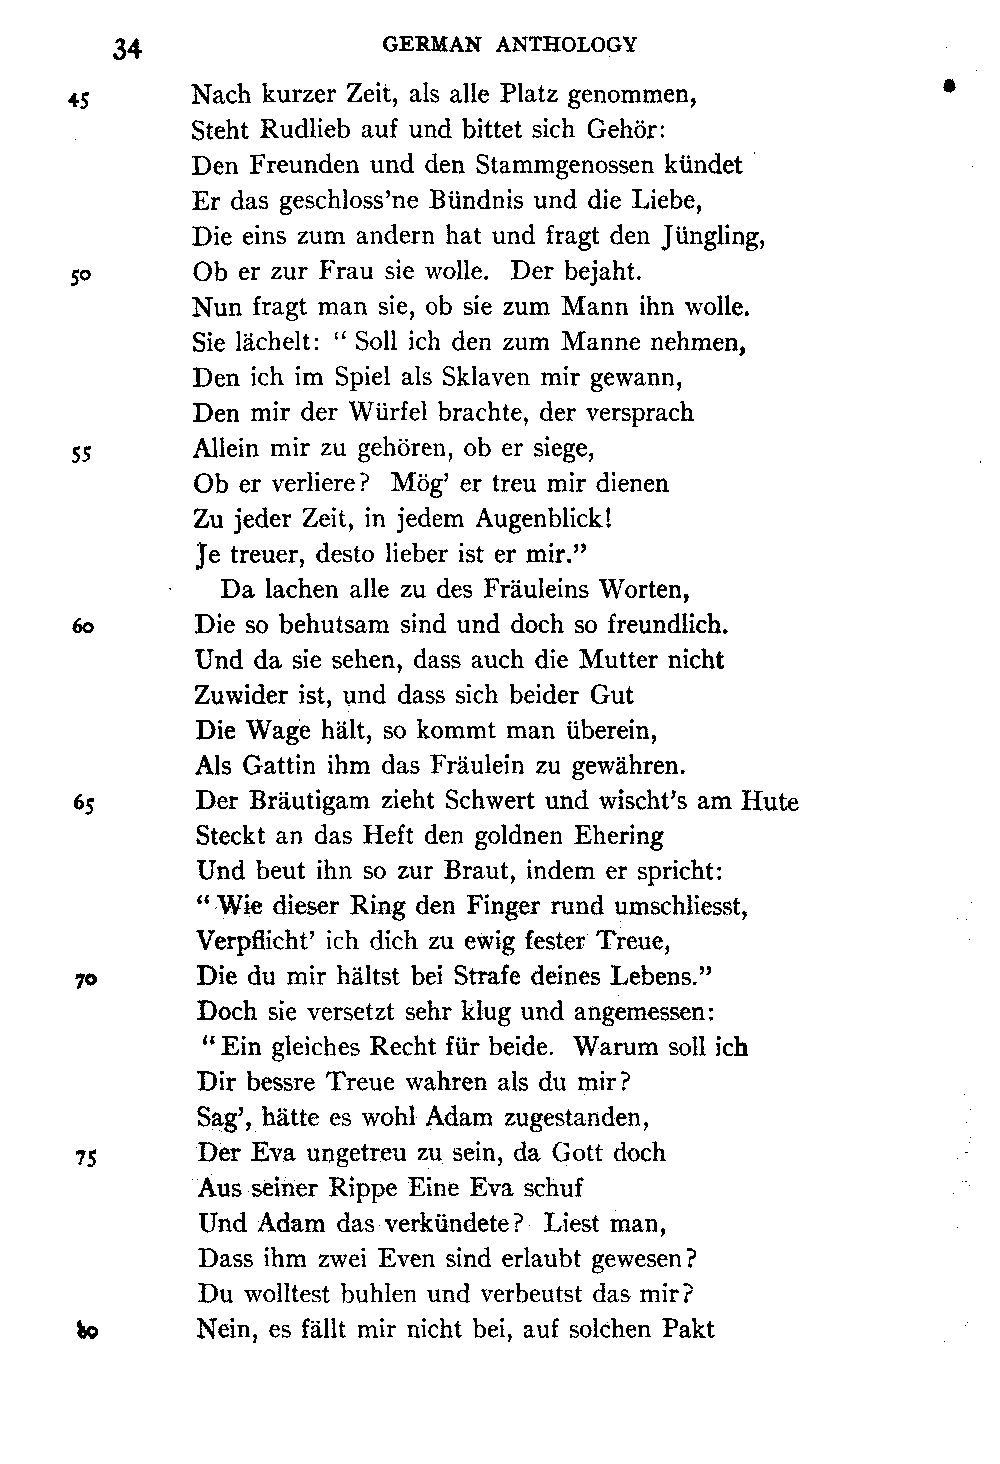 34 GERMAN ANTHOLOGY
45 Nach kurzer Zeit, als alle Platz genommen,
Steht Rudlieb auf und bittet sich Gehör:
Den Freunden und den Stammgenossen kündet
Er das geschloss’ne Bündnis und die Liebe,
Die eins zum andern hat und fragt den Jüngling,
50 Ob er zur Frau sie wolle. Der bejaht.
Nun fragt man sie, ob sie zum Mann ihn wolle.
Sie lächelt: “ Soll ich den zum Manne nehmen,
Den ich im Spiel als Sklaven mir gewann,
Den mir der Würfel brachte, der versprach
55 Allein mir zu gehören, ob er siege,
Ob er verliere? Mög’ er treu mir dienen
Zu jeder Zeit, in jedem Augenblick!
Je treuer, desto lieber ist er mir.”
Da lachen alle zu des Fräuleins Worten,
60 Die so behutsam sind und doch so freundlich.
Und da sie sehen, dass auch die Mutter nicht
Zuwider ist, und dass sich beider Gut
Die Wage hält, so kommt man überein,
Als Gattin ihm das Fräulein zu gewähren.
65 Der Bräutigam zieht Schwert und wischt’s am Hute
Steckt an das Heft den goldnen Ehering
Und beut ihn so zur Braut, indem er spricht:
“ Wie dieser Ring den Finger rund umschliesst,
Verpflicht’ ich dich zu ewig fester Treue,
70 Die du mir hältst bei Strafe deines Lebens.”
Doch sie versetzt sehr klug und angemessen:
“ Ein gleiches Recht für beide. Warum soll ich
Dir bessre Treue wahren als du mir?
Sag’, hätte es wohl Adam zugestanden,
75 Der Eva ungetreu zu sein, da Gott doch
Aus seiner Rippe Eine Eva schuf
Und Adam das verkündete? Liest man,
Dass ihm zwei Even sind erlaubt gewesen?
Du wolltest buhlen und verbeutst das mir?
80 Nein, es fällt mir nicht bei, auf solchen Pakt